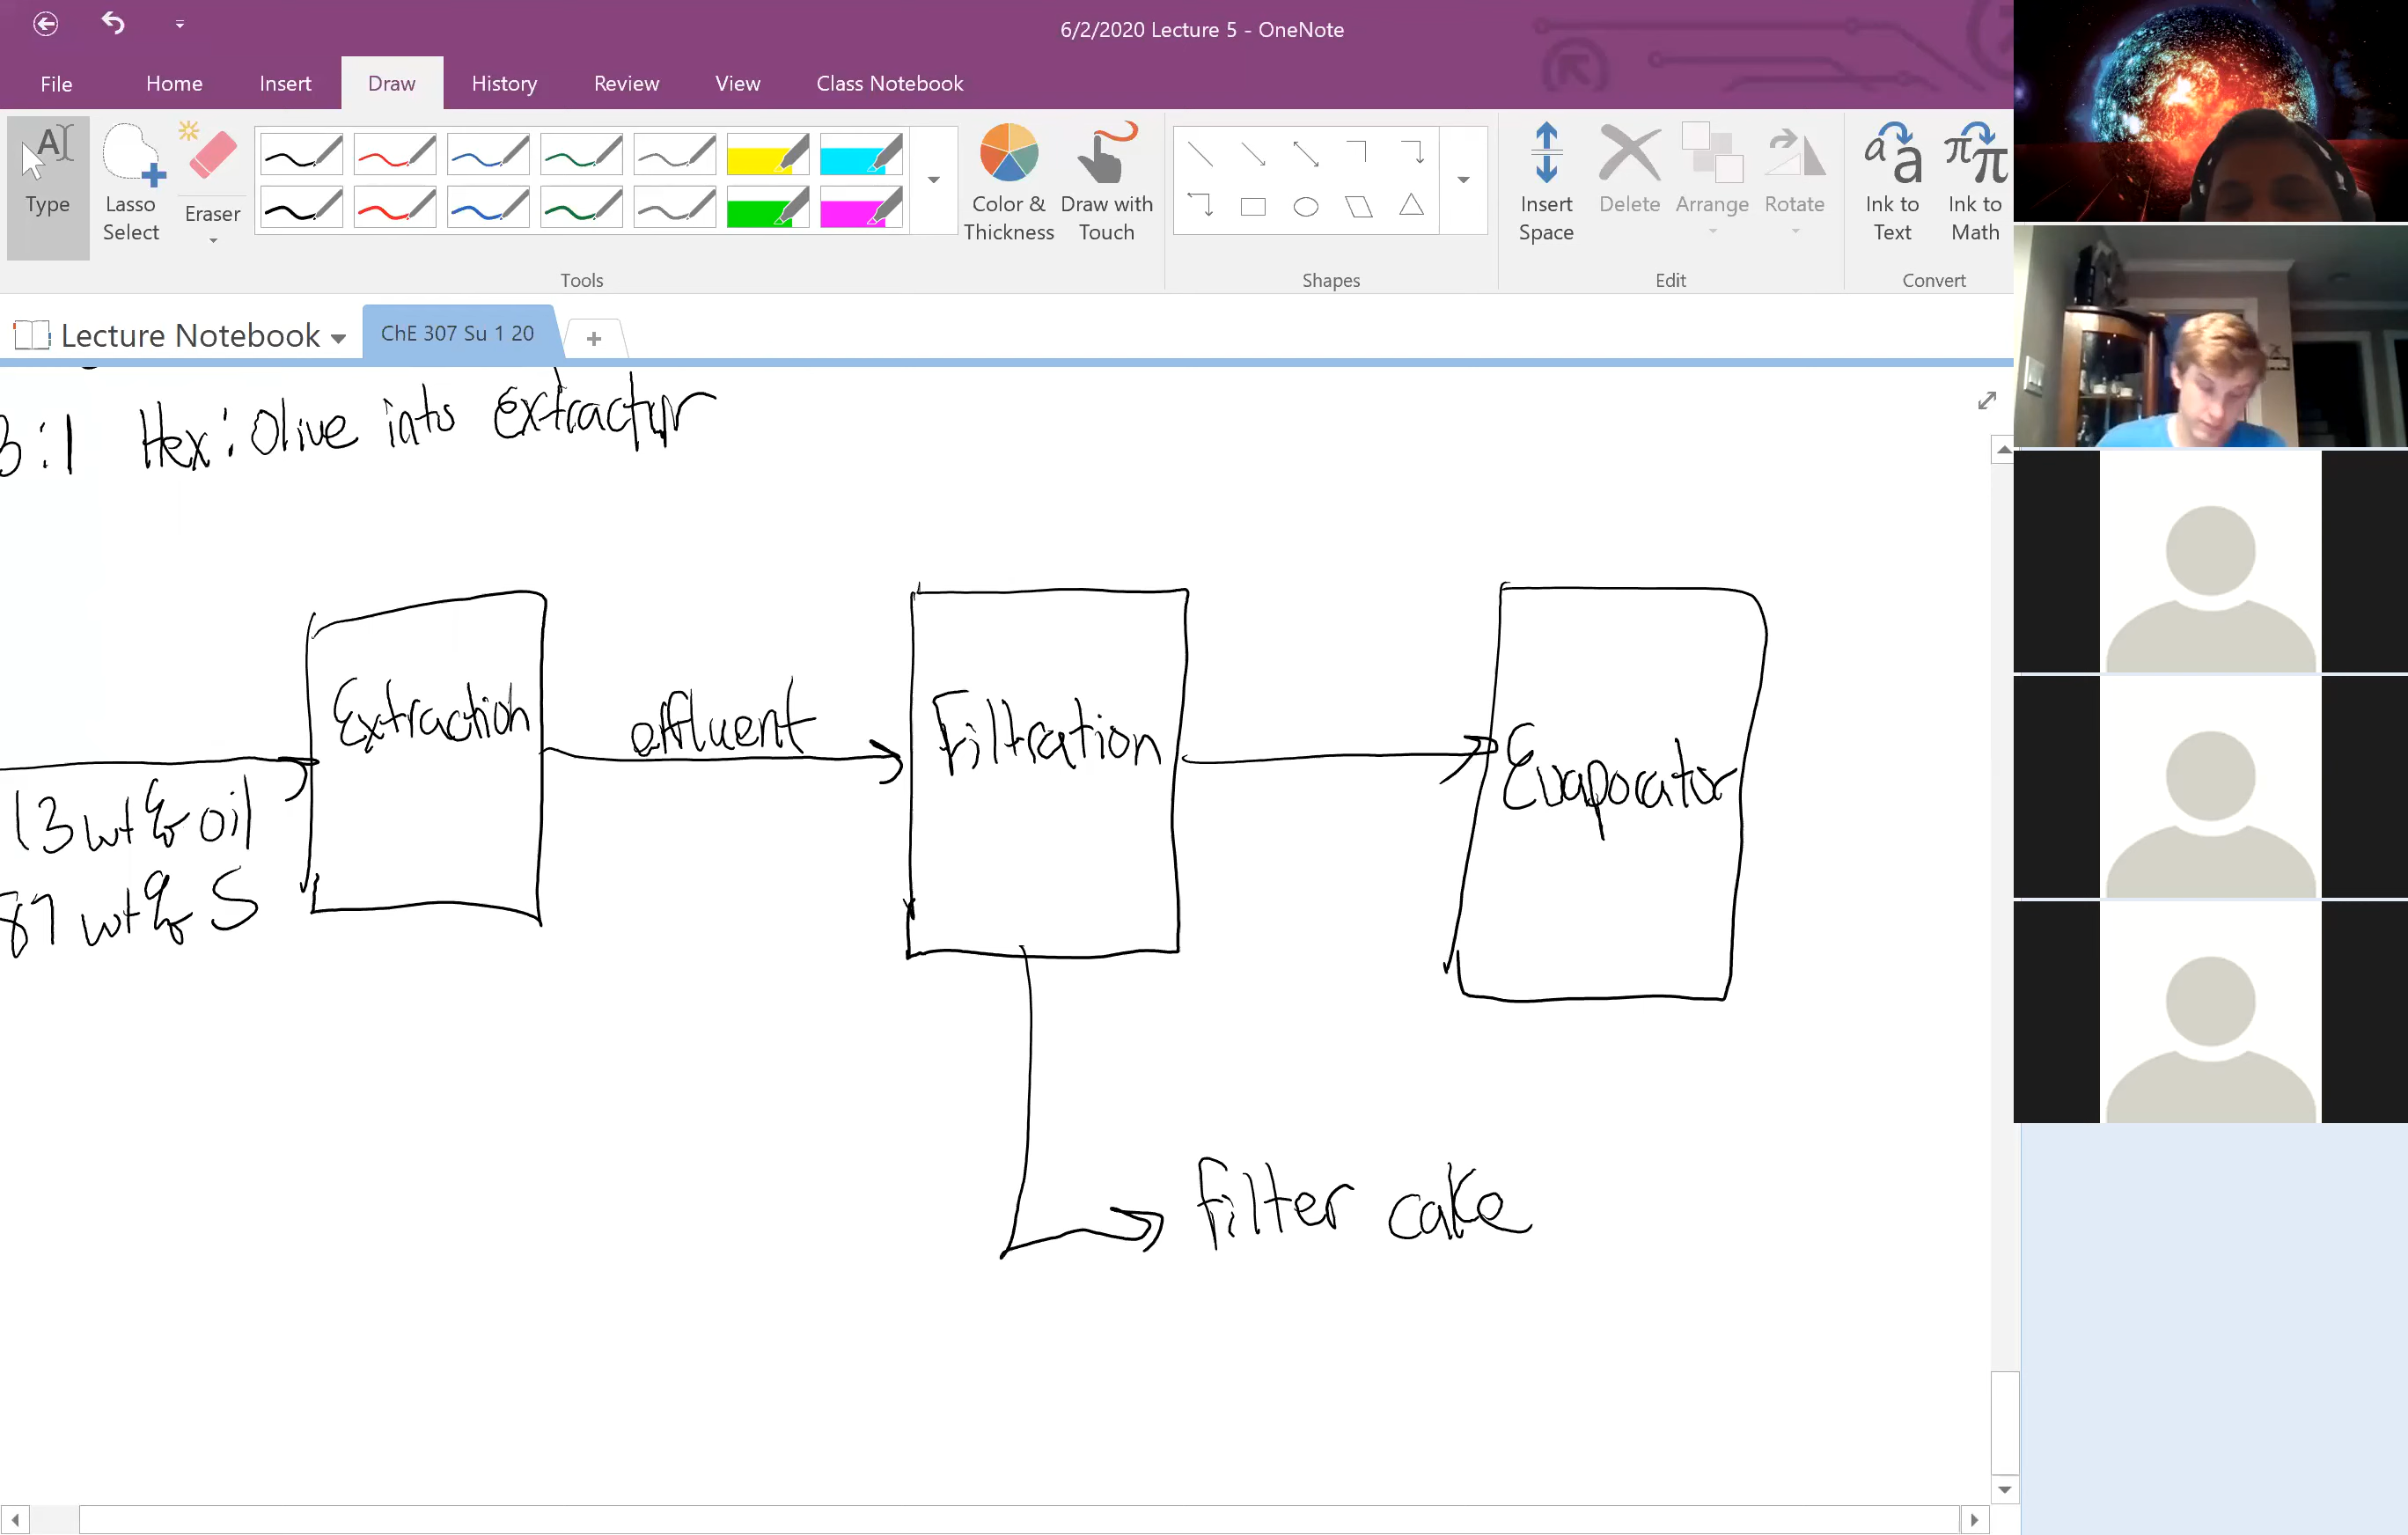 6/2/2020 Lecture 5 - OneNote
File Home Insert Draw History Review View Class Notebook
Type
Lasso Select
Eraser
Color & Thickness
Draw with Touch
Insert Space
Delete
Arrange
Rotate
Ink to Text
Ink to Math
Tools Shapes Edit Convert
Lecture Notebook
ChE 307 Su 1 20
3:1 Hex:Olive into Extractor
Extraction
effluent
Filtration
Evaporator
13 wt% oil
87 wt% S
filter cake